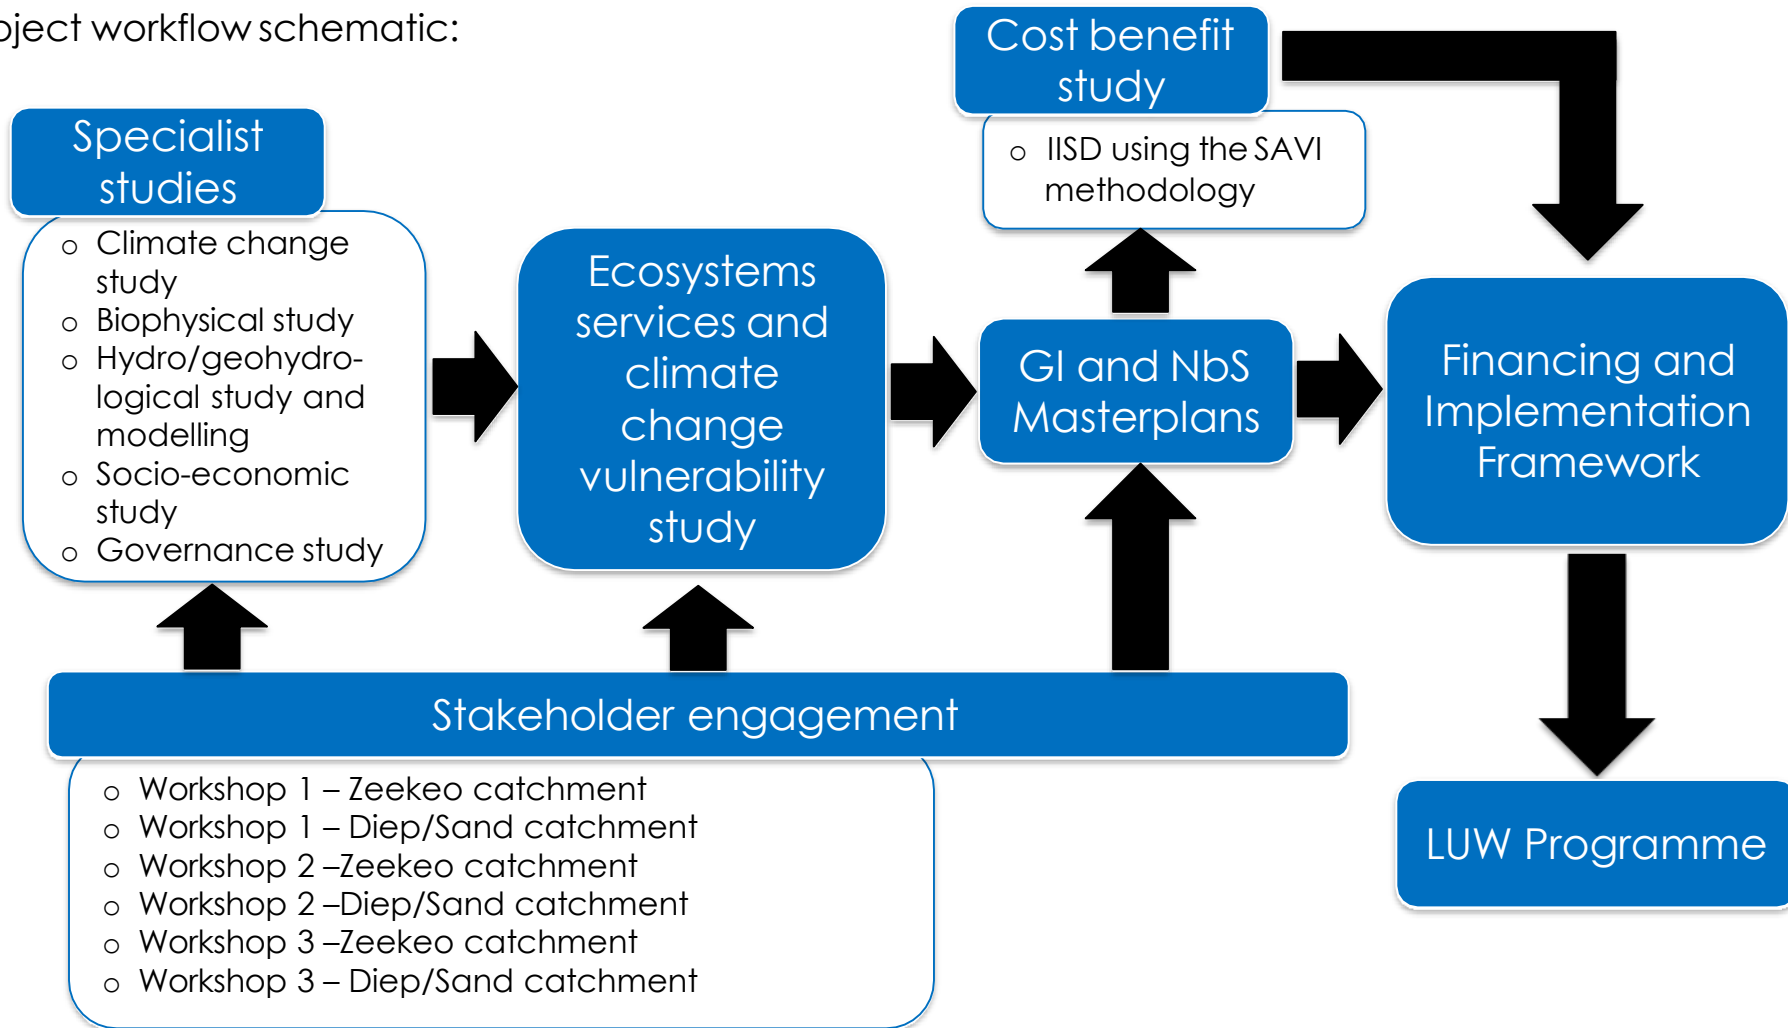 oject workflow schematic:
Specialist
studies
o Climate change
study
o Biophysical study
o Hydro/geohydro-
logical study and
modelling
o Socio-economic
study
o Governance study
Ecosystems
services and
climate
change
vulnerability
study
Cost benefit
study
o IISD using the SAVI
methodology
GI and NbS
Masterplans
Financing and
Implementation
Framework
LUW Programme
Stakeholder engagement
o Workshop 1 – Zeekeo catchment
o Workshop 1 – Diep/Sand catchment
o Workshop 2 –Zeekeo catchment
o Workshop 2 –Diep/Sand catchment
o Workshop 3 –Zeekeo catchment
o Workshop 3 – Diep/Sand catchment